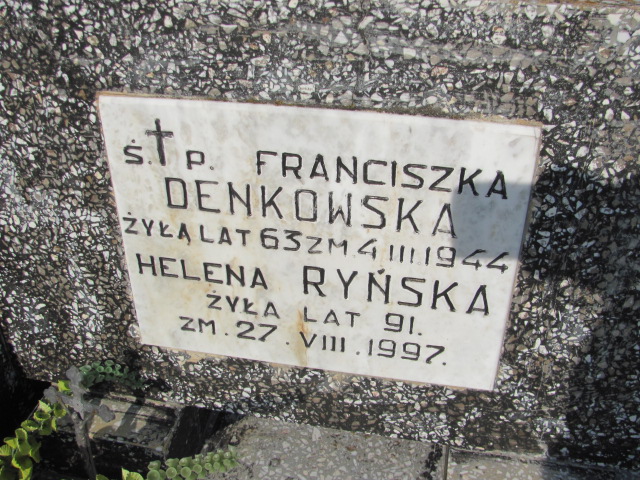 Ś. P. FRANCISZKA
DENKOWSKA
ŻYŁA LAT 63 ZM 4 III 1944
HELENA RYŃSKA
ŻYŁA LAT 91.
ZM. 27. VIII. 1997.